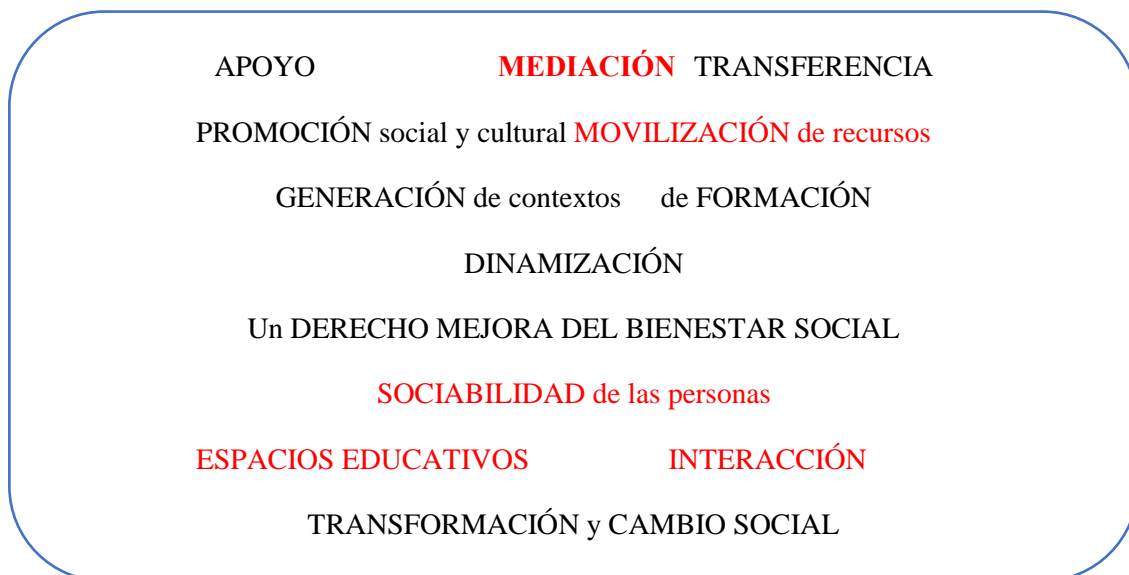 APOYO MEDIACIÓN TRANSFERENCIA
PROMOCIÓN social y cultural MOVILIZACIÓN de recursos
GENERACIÓN de contextos de FORMACIÓN
DINAMIZACIÓN
Un DERECHO MEJORA DEL BIENESTAR SOCIAL
SOCIABILIDAD de las personas
ESPACIOS EDUCATIVOS INTERACCIÓN
TRANSFORMACIÓN y CAMBIO SOCIAL